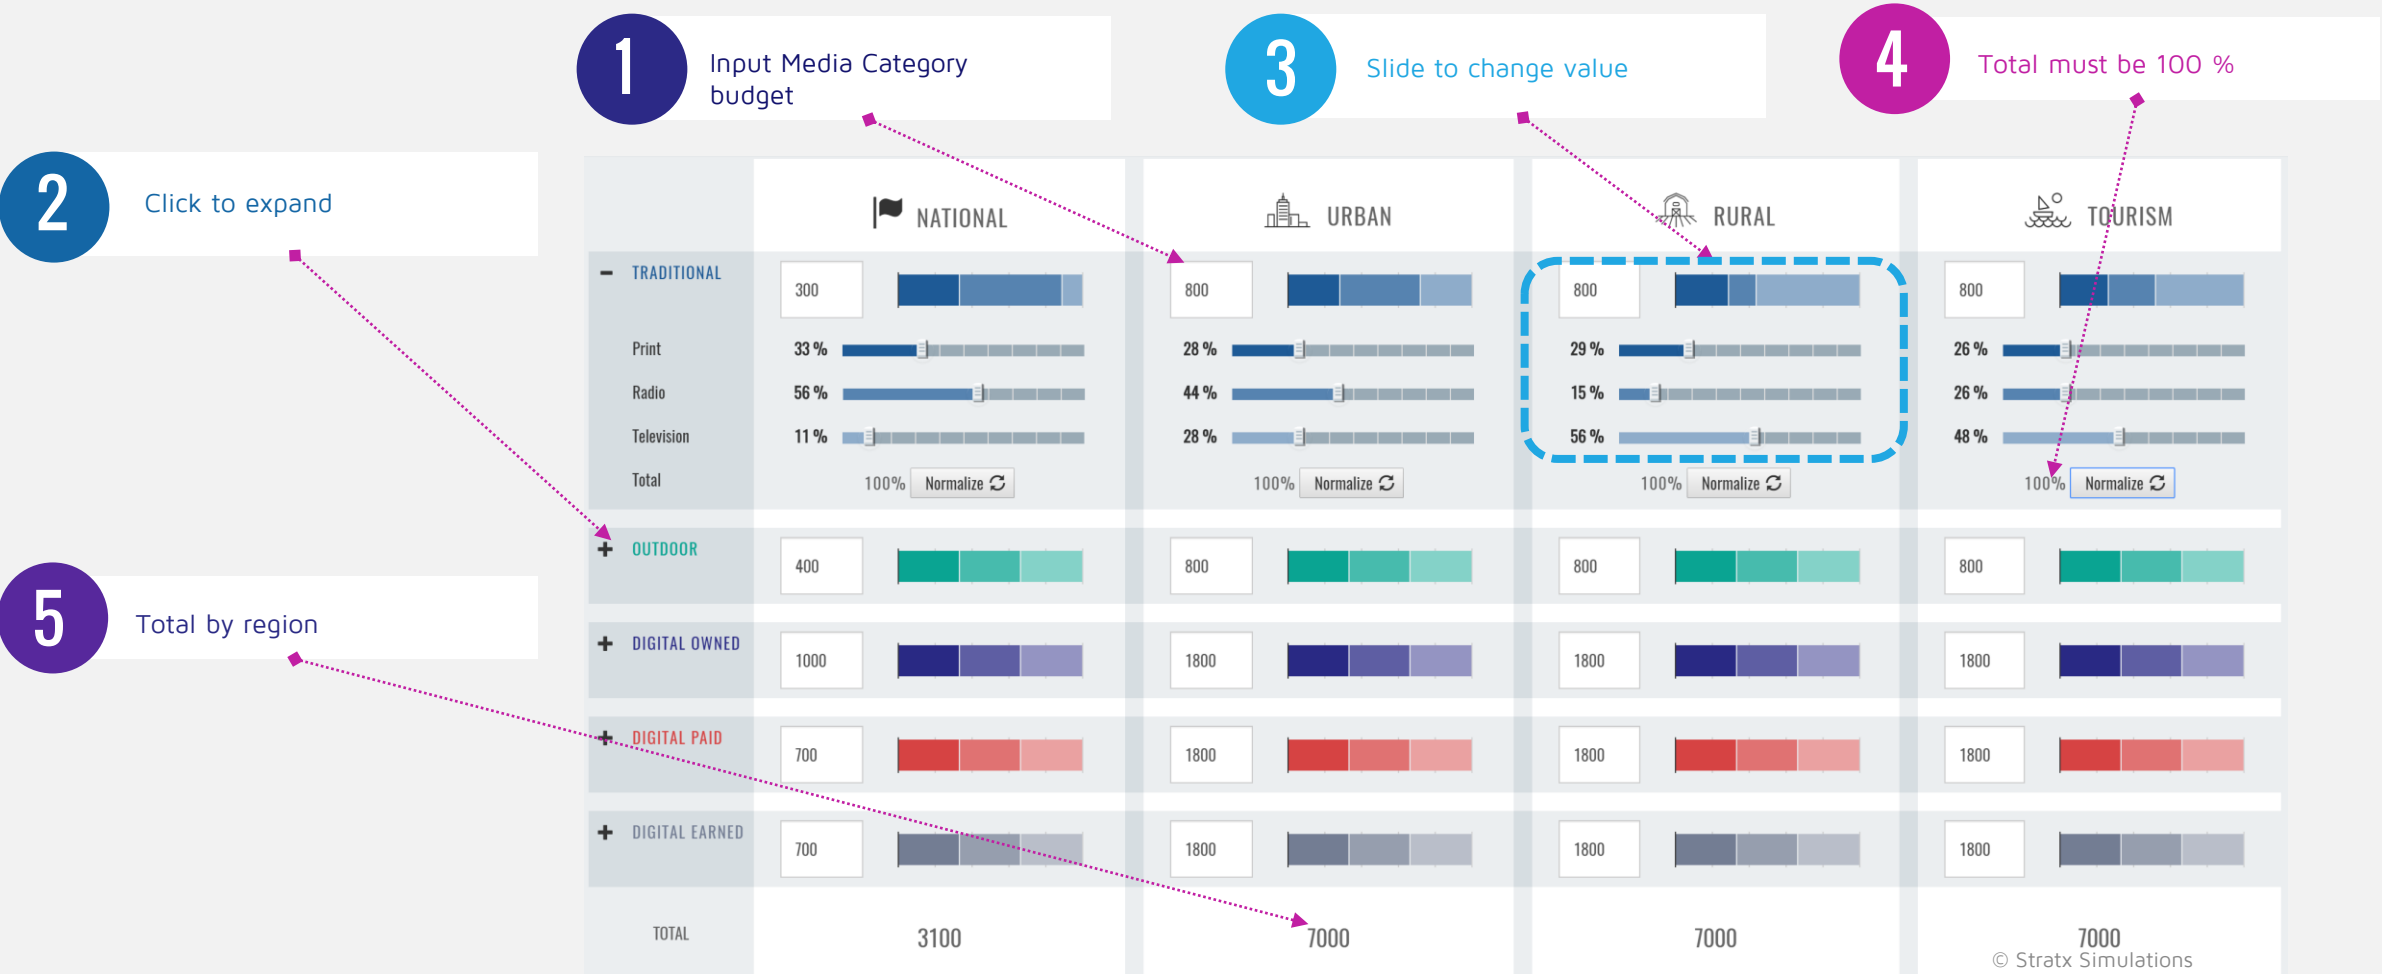 1
Input Media Category
budget
3
Slide to change value
4
Total must be 100 %
2
Click to expand
NATIONAL
URBAN
RURAL
TOURISM
TRADITIONAL
300
800
800
800
Print
33 %
28 %
29 %
26 %
Radio
56 %
44 %
15 %
26 %
Television
11 %
28 %
56 %
48 %
Total
100% Normalize
100% Normalize
100% Normalize
100% Normalize
OUTDOOR
400
800
800
800
5
Total by region
DIGITAL OWNED
1000
1800
1800
1800
DIGITAL PAID
700
1800
1800
1800
DIGITAL EARNED
700
1800
1800
1800
TOTAL
3100
7000
7000
7000
© Stratx Simulations